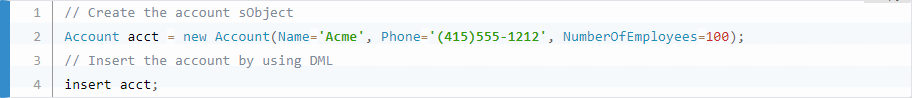 1 // Create the account sObject
2 Account acct = new Account(Name='Acme', Phone='(415)555-1212', NumberOfEmployees=100);
3 // Insert the account by using DML
4 insert acct;